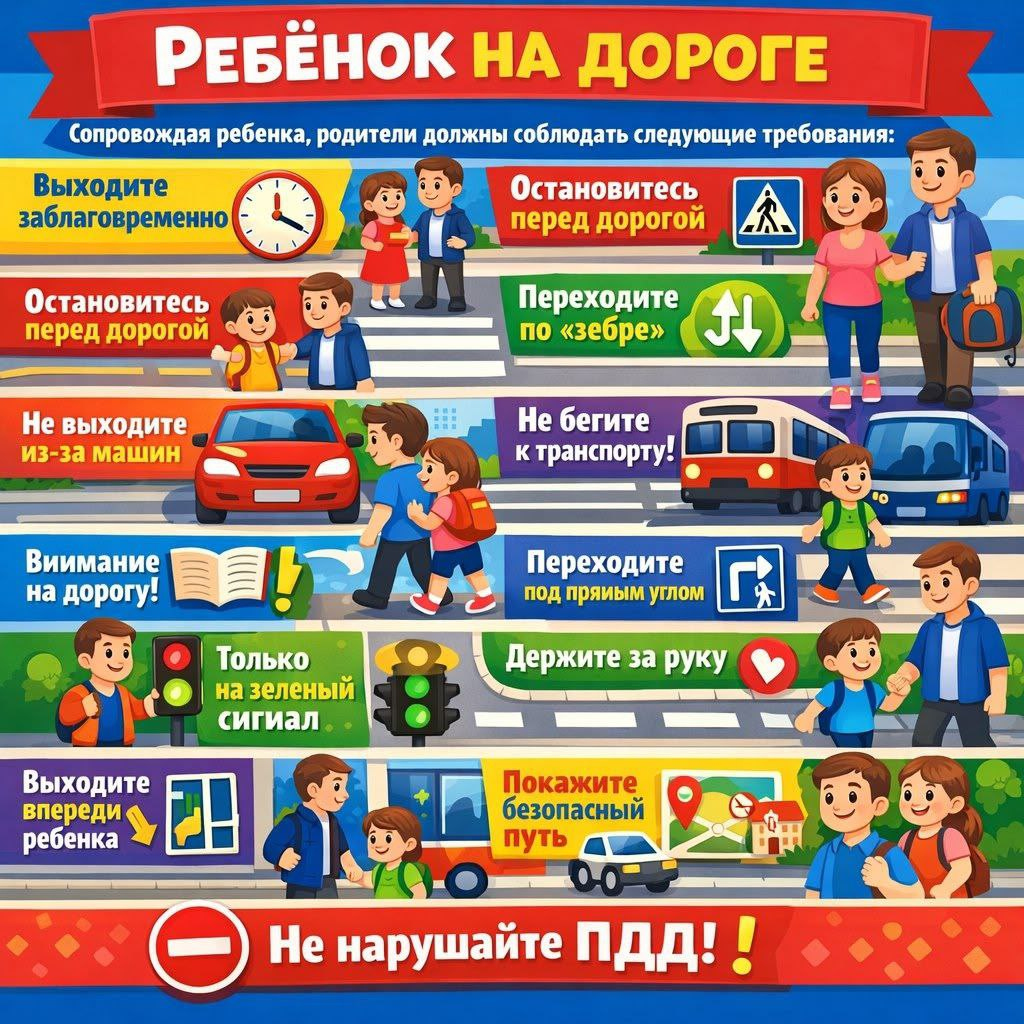 Ребёнок на дороге
Сопровождая ребенка, родители должны соблюдать следующие требования:
Выходите
заблаговременно
Остановитесь
перед дорогой
Остановитесь
перед дорогой
Переходите
по «зебре»
Не выходите
из-за машин
Не бегите
к транспорту!
Виимание
на дорогу!
Переходите
под прямым углом
Только
на зеленый
сигиал
Держите за руку
Выходите
впереди
ребенка
Покажите
безопасный
путь
Не нарушайте ПДД!